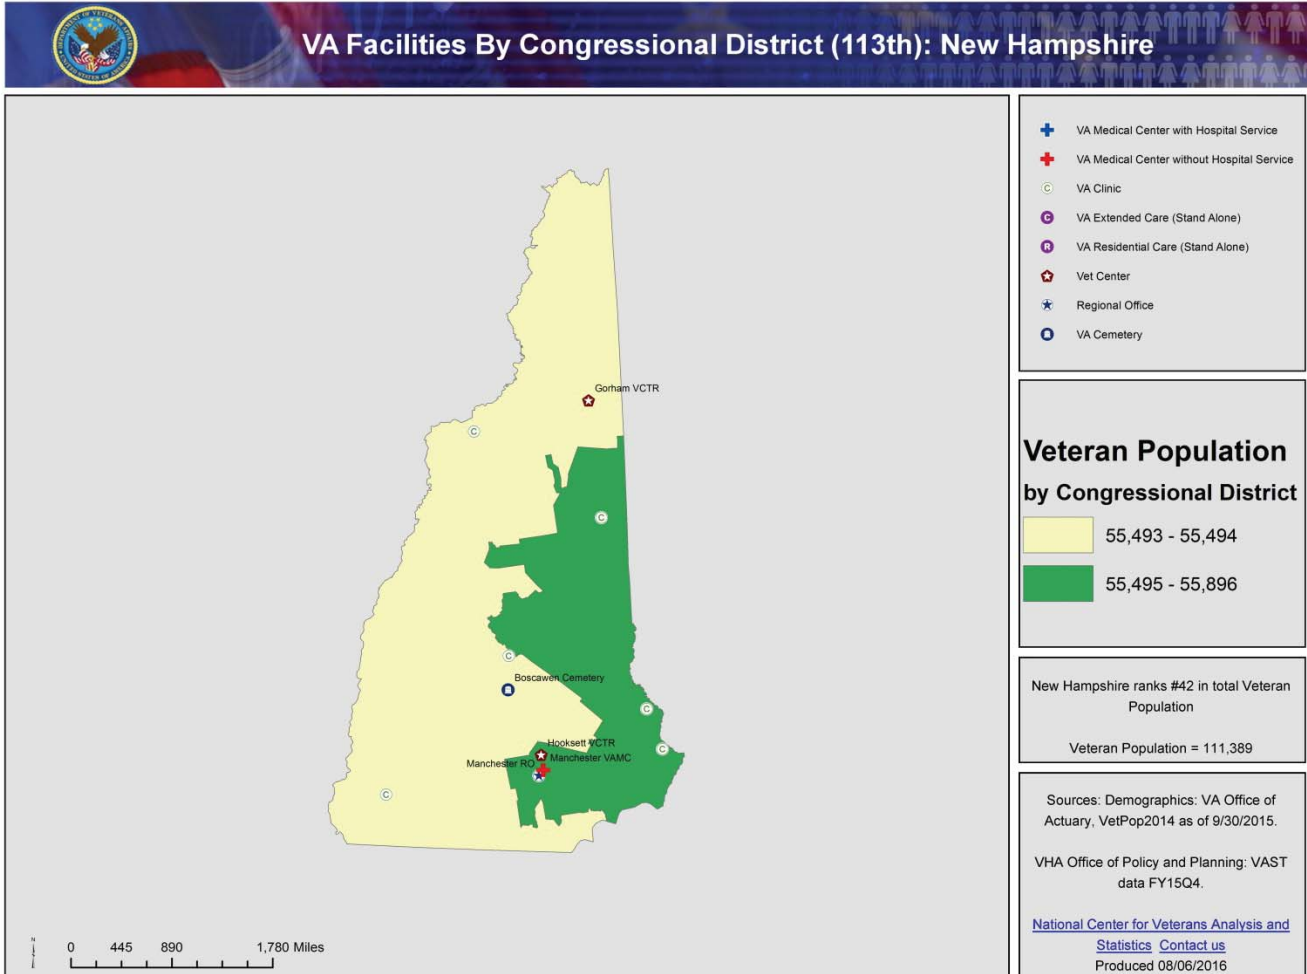 VA Facilities By Congressional District (113th): New Hampshire
VA Medical Center with Hospital Service
VA Medical Center without Hospital Service
C VA Clinic
C VA Extended Care (Stand Alone)
R VA Residential Care (Stand Alone)
Vet Center
Regional Office
VA Cemetery
Gorham VCTR
C
C
C
Boscawen Cemetery
C
Hooksett VCTR
C
Manchester VAMC
Manchester RO
C
Veteran Population
by Congressional District
55,493 - 55,494
55,495 - 55,896
New Hampshire ranks #42 in total Veteran
Population
Veteran Population = 111,389
Sources: Demographics: VA Office of
Actuary, VetPop2014 as of 9/30/2015.
VHA Office of Policy and Planning: VAST
data FY15Q4.
National Center for Veterans Analysis and
Statistics Contact us
Produced 08/06/2016
N
0 445 890 1,780 Miles